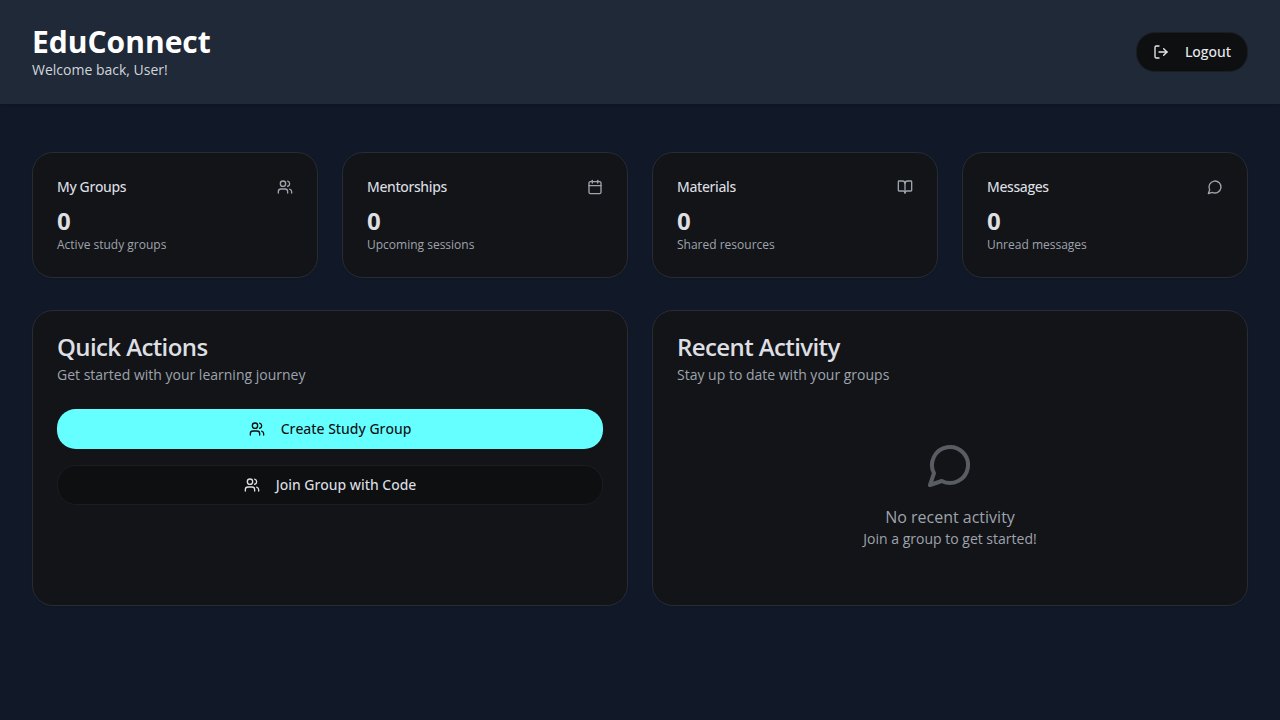 EduConnect
Welcome back, User!
Logout
My Groups
0
Active study groups
Mentorships
0
Upcoming sessions
Materials
0
Shared resources
Messages
0
Unread messages
Quick Actions
Get started with your learning journey
Create Study Group
Join Group with Code
Recent Activity
Stay up to date with your groups
No recent activity
Join a group to get started!